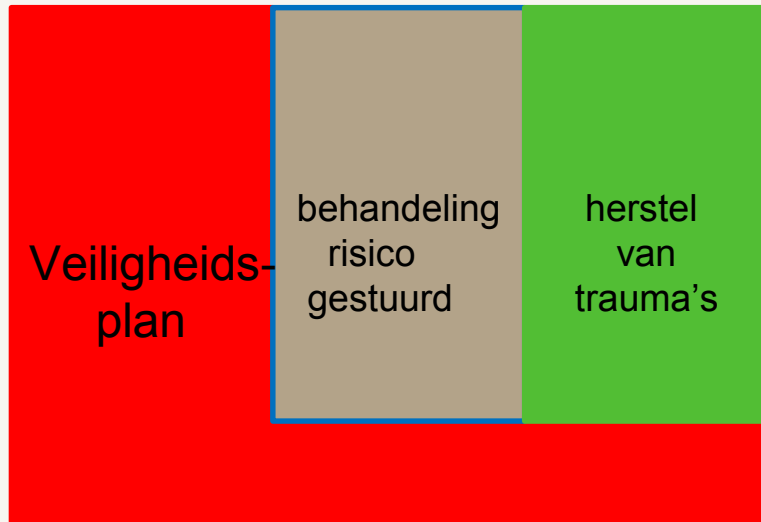 Veiligheids-
plan
behandeling
risico
gestuurd
herstel
van
trauma’s